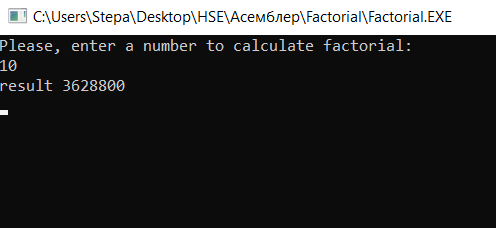 C:\Users\Stepa\Desktop\HSE\Асемблер\Factorial\Factorial.EXE
Please, enter a number to calculate factorial:
10
result 3628800